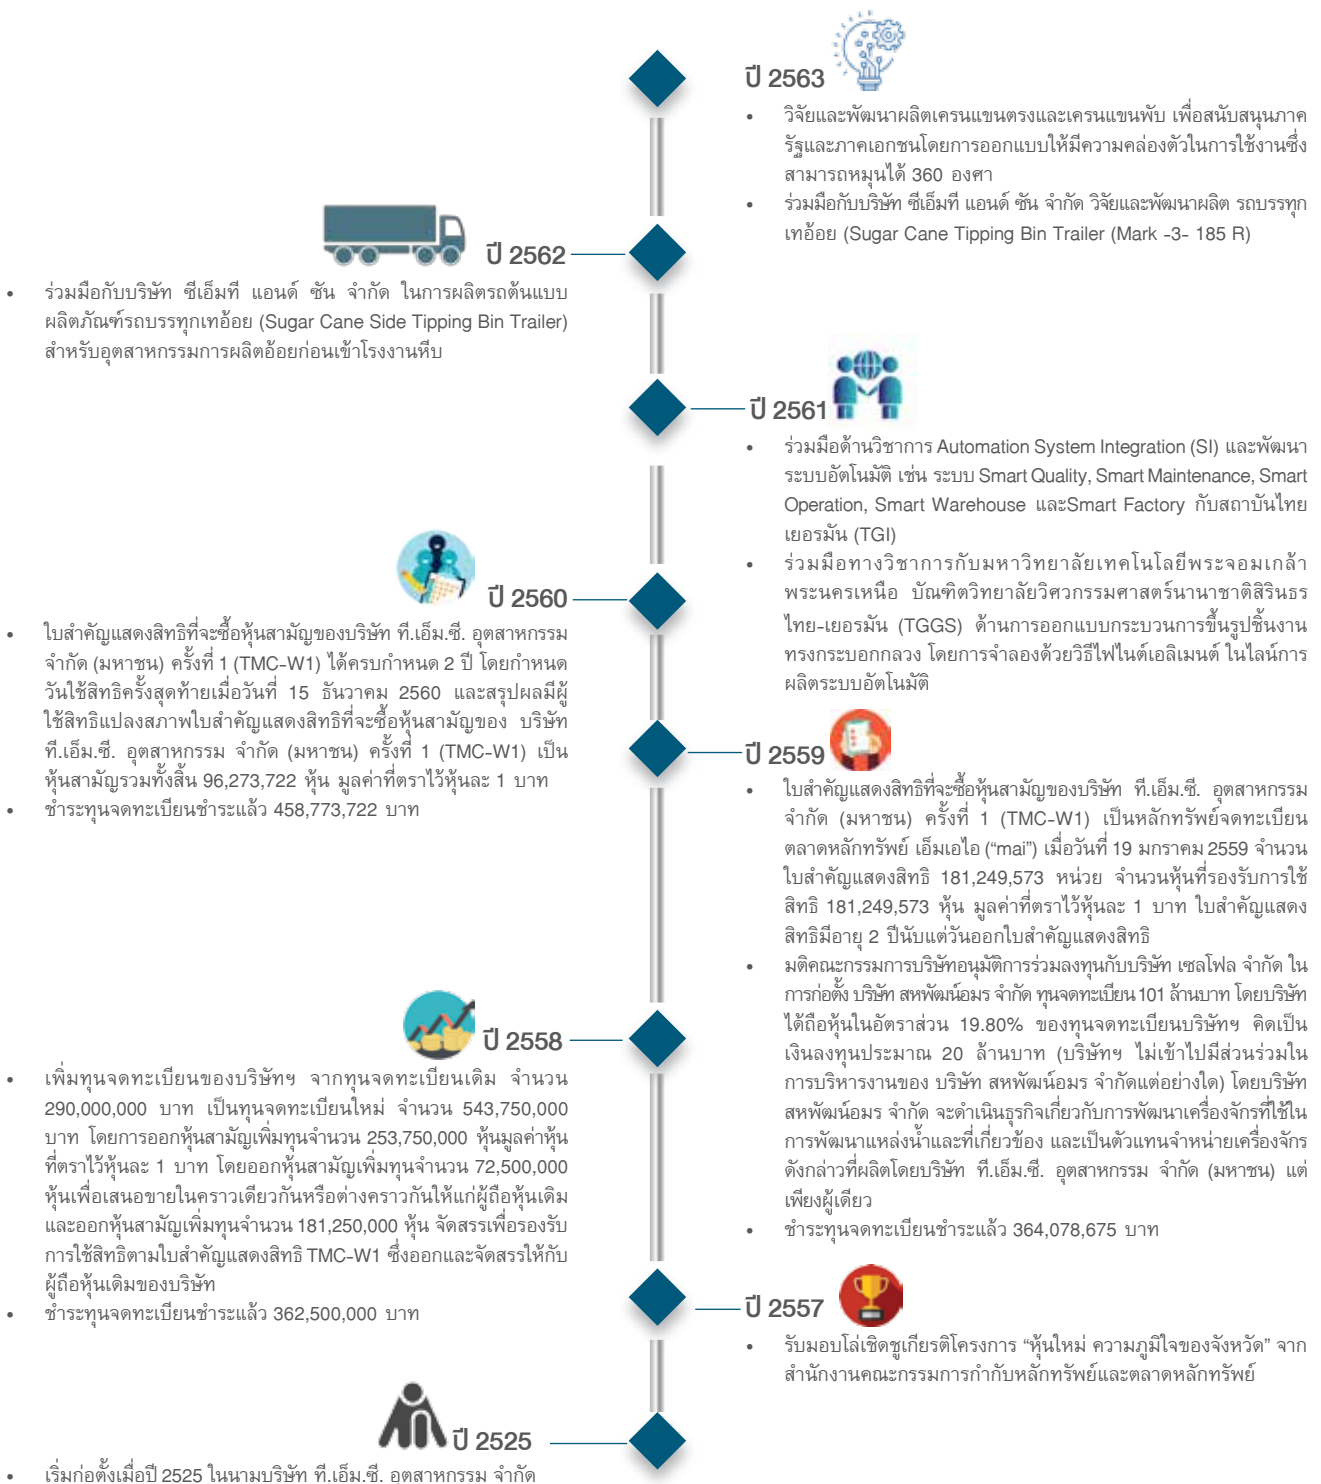 ปี 2563
• วิจัยและพัฒนาผลิตเครนแขนตรงและเครนแขนพับ เพื่อสนับสนุนภาค
รัฐและภาคเอกชนโดยการออกแบบให้มีความคล่องตัวในการใช้งานซึ่ง
สามารถหมุนได้ 360 องศา
• ร่วมมือกับบริษัท ซีเอ็มที แอนด์ ซัน จำกัด วิจัยและพัฒนาผลิต รถบรรทุก
เทอ้อย (Sugar Cane Tipping Bin Trailer (Mark -3- 185 R)
ปี 2562
• ร่วมมือกับบริษัท ซีเอ็มที แอนด์ ซัน จำกัด ในการผลิตรถต้นแบบ
ผลิตภัณฑ์รถบรรทุกเทอ้อย (Sugar Cane Side Tipping Bin Trailer)
สำหรับอุตสาหกรรมการผลิตอ้อยก่อนเข้าโรงงานหีบ
ปี 2561
• ร่วมมือด้านวิชาการ Automation System Integration (SI) และพัฒนา
ระบบอัตโนมัติ เช่น ระบบ Smart Quality, Smart Maintenance, Smart
Operation, Smart Warehouse และSmart Factory กับสถาบันไทย
เยอรมัน (TGI)
• ร่วมมือทางวิชาการกับมหาวิทยาลัยเทคโนโลยีพระจอมเกล้า
พระนครเหนือ บัณฑิตวิทยาลัยวิศวกรรมศาสตร์นานาชาติสิรินธร
ไทย-เยอรมัน (TGGS) ด้านการออกแบบกระบวนการขึ้นรูปชิ้นงาน
ทรงกระบอกกลวง โดยการจำลองด้วยวิธีไฟไนต์เอลิเมนต์ ในไลน์การ
ผลิตระบบอัตโนมัติ
ปี 2560
• ใบสำคัญแสดงสิทธิที่จะซื้อหุ้นสามัญของบริษัท ที.เอ็ม.ซี. อุตสาหกรรม
จำกัด (มหาชน) ครั้งที่ 1 (TMC-W1) ได้ครบกำหนด 2 ปี โดยกำหนด
วันใช้สิทธิครั้งสุดท้ายเมื่อวันที่ 15 ธันวาคม 2560 และสรุปผลมีผู้
ใช้สิทธิแปลงสภาพใบสำคัญแสดงสิทธิที่จะซื้อหุ้นสามัญของ บริษัท
ที.เอ็ม.ซี. อุตสาหกรรม จำกัด (มหาชน) ครั้งที่ 1 (TMC-W1) เป็น
หุ้นสามัญรวมทั้งสิ้น 96,273,722 หุ้น มูลค่าที่ตราไว้หุ้นละ 1 บาท
• ชำระทุนจดทะเบียนชำระแล้ว 458,773,722 บาท
ปี 2559
• ใบสำคัญแสดงสิทธิที่จะซื้อหุ้นสามัญของบริษัท ที.เอ็ม.ซี. อุตสาหกรรม
จำกัด (มหาชน) ครั้งที่ 1 (TMC-W1) เป็นหลักทรัพย์จดทะเบียน
ตลาดหลักทรัพย์ เอ็มเอไอ (“mai”) เมื่อวันที่ 19 มกราคม 2559 จำนวน
ใบสำคัญแสดงสิทธิ 181,249,573 หน่วย จำนวนหุ้นที่รองรับการใช้
สิทธิ 181,249,573 หุ้น มูลค่าที่ตราไว้หุ้นละ 1 บาท ใบสำคัญแสดง
สิทธิมีอายุ 2 ปีนับแต่วันออกใบสำคัญแสดงสิทธิ
• มติคณะกรรมการบริษัทอนุมัติการร่วมลงทุนกับบริษัท เซลโฟล จำกัด ใน
การก่อตั้ง บริษัท สหพัฒน์อมร จำกัด ทุนจดทะเบียน 101 ล้านบาท โดยบริษัท
ได้ถือหุ้นในอัตราส่วน 19.80% ของทุนจดทะเบียนบริษัทฯ คิดเป็น
เงินลงทุนประมาณ 20 ล้านบาท (บริษัทฯ ไม่เข้าไปมีส่วนร่วมใน
การบริหารงานของ บริษัท สหพัฒน์อมร จำกัดแต่อย่างใด) โดยบริษัท
สหพัฒน์อมร จำกัด จะดำเนินธุรกิจเกี่ยวกับการพัฒนาเครื่องจักรที่ใช้ใน
การพัฒนาแหล่งน้ำและที่เกี่ยวข้อง และเป็นตัวแทนจำหน่ายเครื่องจักร
ดังกล่าวที่ผลิตโดยบริษัท ที.เอ็ม.ซี. อุตสาหกรรม จำกัด (มหาชน) แต่
เพียงผู้เดียว
• ชำระทุนจดทะเบียนชำระแล้ว 364,078,675 บาท
ปี 2558
• เพิ่มทุนจดทะเบียนของบริษัทฯ จากทุนจดทะเบียนเดิม จำนวน
290,000,000 บาท เป็นทุนจดทะเบียนใหม่ จำนวน 543,750,000
บาท โดยการออกหุ้นสามัญเพิ่มทุนจำนวน 253,750,000 หุ้นมูลค่าหุ้น
ที่ตราไว้หุ้นละ 1 บาท โดยออกหุ้นสามัญเพิ่มทุนจำนวน 72,500,000
หุ้นเพื่อเสนอขายในคราวเดียวกันหรือต่างคราวกันให้แก่ผู้ถือหุ้นเดิม
และออกหุ้นสามัญเพิ่มทุนจำนวน 181,250,000 หุ้น จัดสรรเพื่อรองรับ
การใช้สิทธิตามใบสำคัญแสดงสิทธิ TMC-W1 ซึ่งออกและจัดสรรให้กับ
ผู้ถือหุ้นเดิมของบริษัท
• ชำระทุนจดทะเบียนชำระแล้ว 362,500,000 บาท
ปี 2557
• รับมอบโล่เชิดชูเกียรติโครงการ “หุ้นใหม่ ความภูมิใจของจังหวัด” จาก
สำนักงานคณะกรรมการกำกับหลักทรัพย์และตลาดหลักทรัพย์
ปี 2525
• เริ่มก่อตั้งเมื่อปี 2525 ในนามบริษัท ที.เอ็ม.ซี. อุตสาหกรรม จำกัด